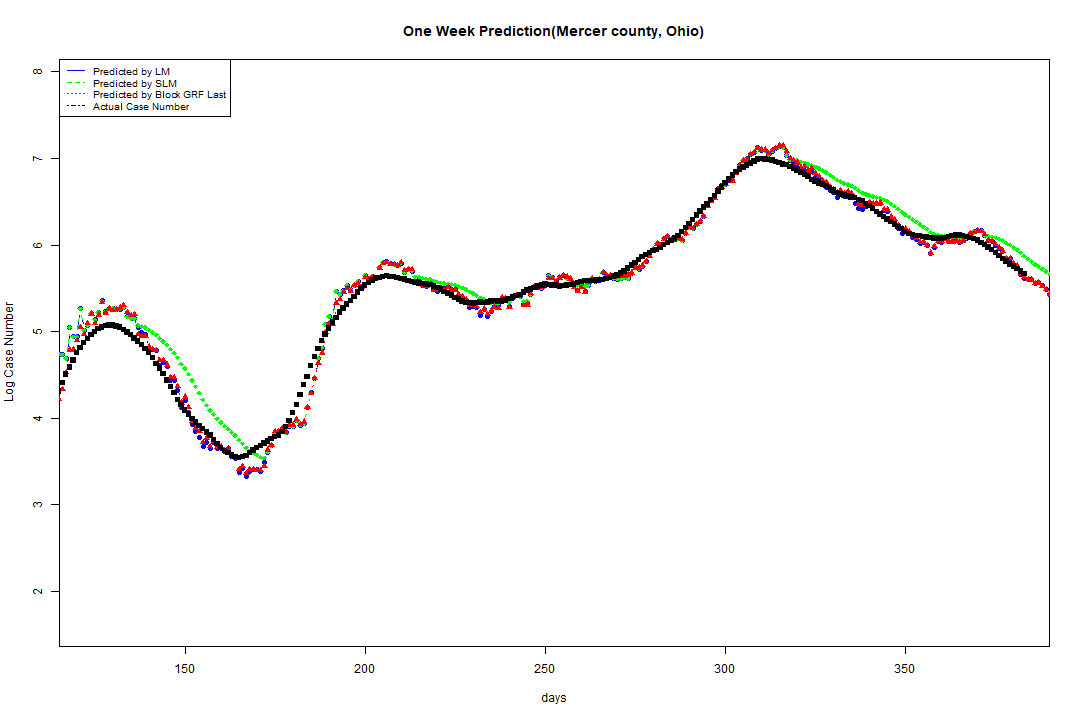 One Week Prediction(Mercer county, Ohio)
Predicted by LM
Predicted by SLM
Predicted by Block GRF Last
Actual Case Number
8
7
6
5
4
3
2
Log Case Number
150
200
250
300
350
days